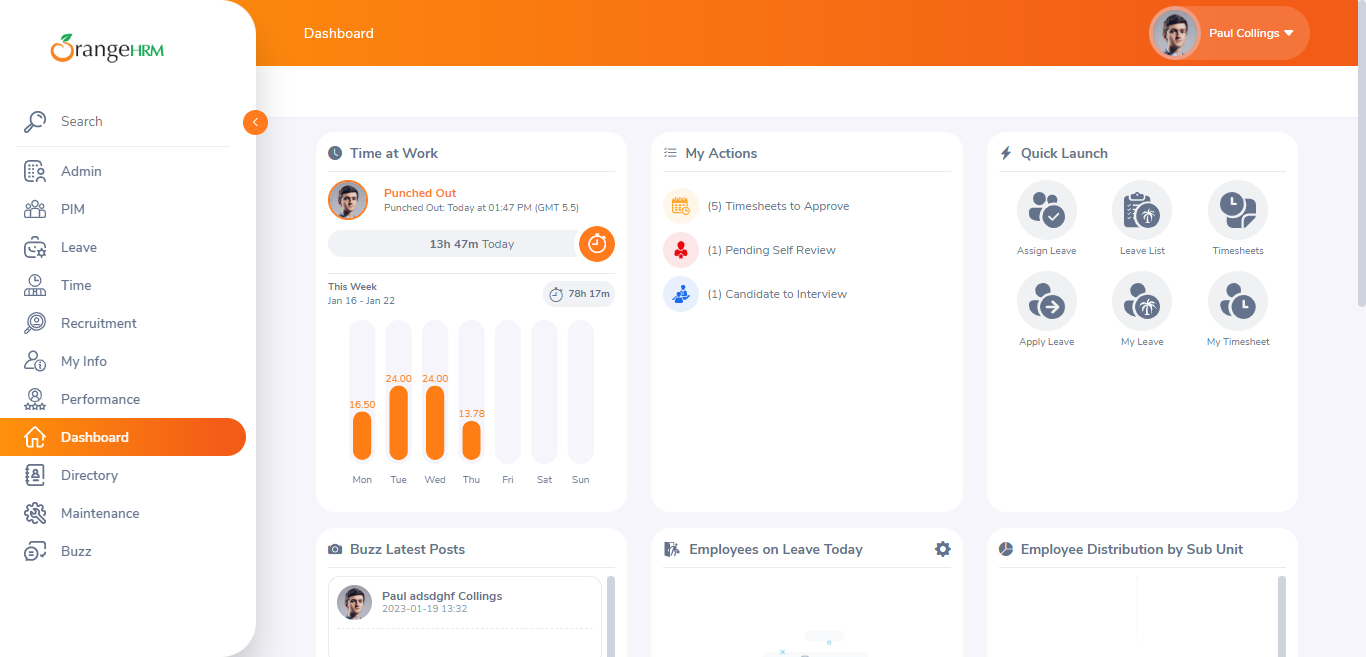 OrangeHRM
Search
Admin
PIM
Leave
Time
Recruitment
My Info
Performance
Dashboard
Directory
Maintenance
Buzz
Dashboard
Paul Collings
Time at Work
Punched Out
Punched Out: Today at 01:47 PM (GMT 5.5)
13h 47m Today
This Week
Jan 16 - Jan 22
78h 17m
16.50
24.00
24.00
13.78
Mon Tue Wed Thu Fri Sat Sun
My Actions
(5) Timesheets to Approve
(1) Pending Self Review
(1) Candidate to Interview
Quick Launch
Assign Leave
Leave List
Timesheets
Apply Leave
My Leave
My Timesheet
Buzz Latest Posts
Paul adsdghf Collings
2023-01-19 13:32
Employees on Leave Today
Employee Distribution by Sub Unit